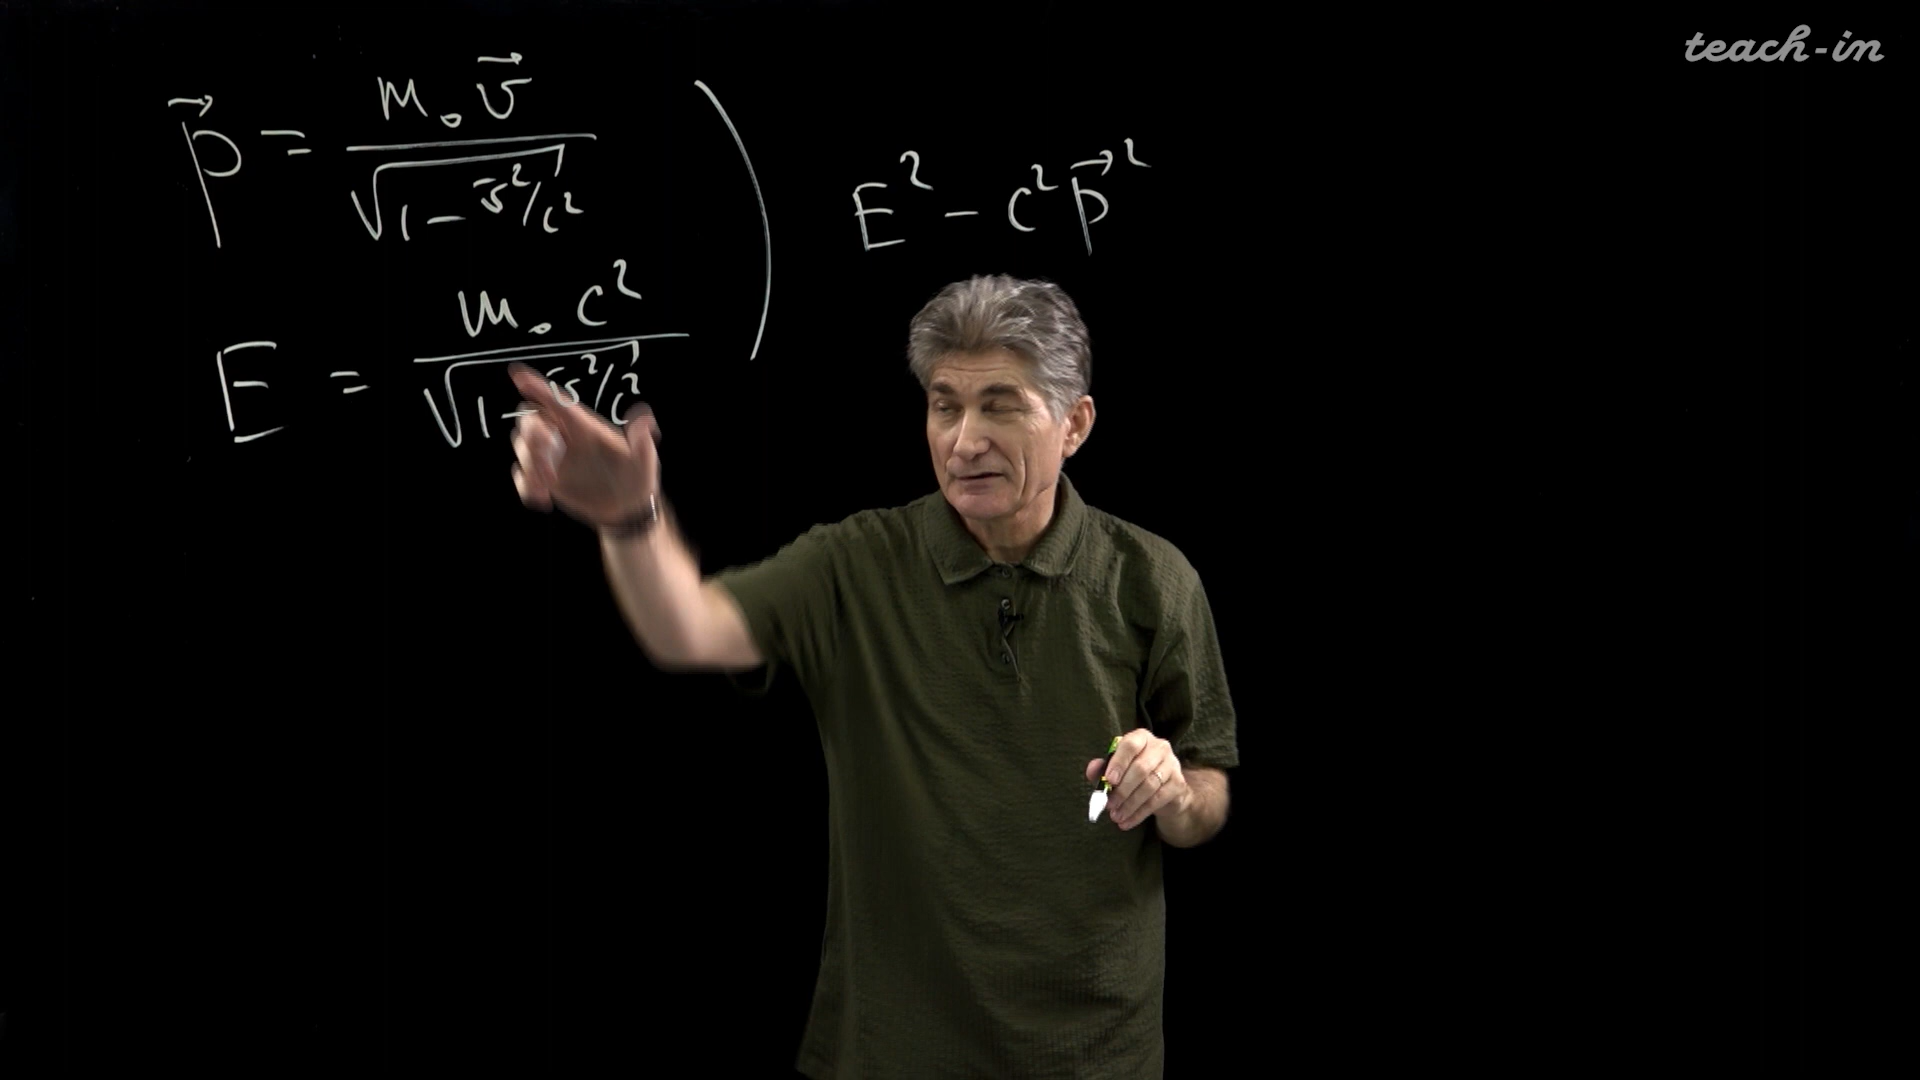 teach-in
p⃗ = m₀v⃗ / √(1 - v²/c²)
E² - c²p⃗²
E = m₀c² / √(1 - v²/c²)